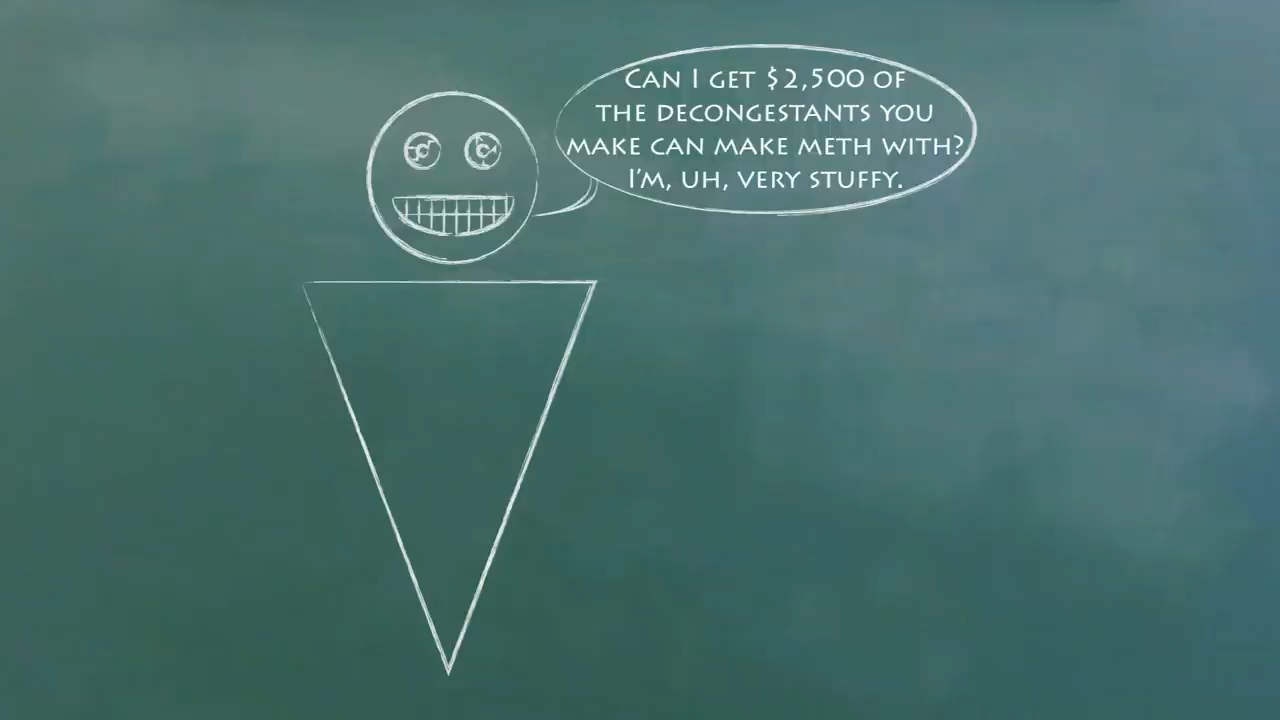 CAN I GET $2,500 OF
THE DECONGESTANTS YOU
MAKE CAN MAKE METH WITH?
I'M, UH, VERY STUFFY.